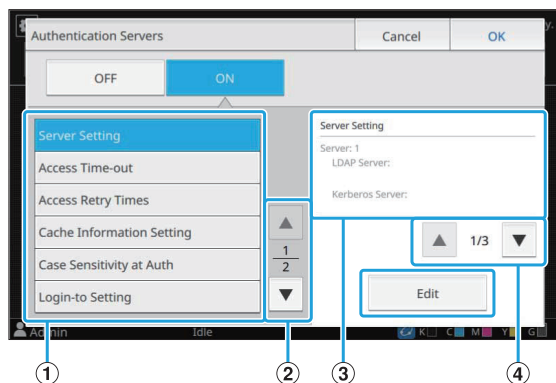 Authentication Servers
Cancel
OK
y.
OFF
ON
Server Setting
Access Time-out
Access Retry Times
Cache Information Setting
Case Sensitivity at Auth
Login-to Setting
1
2
Server Setting
Server: 1
LDAP Server:
Kerberos Server:
1/3
Edit
Admin
Idle
K
C
M
Y
G
1
2
3
4